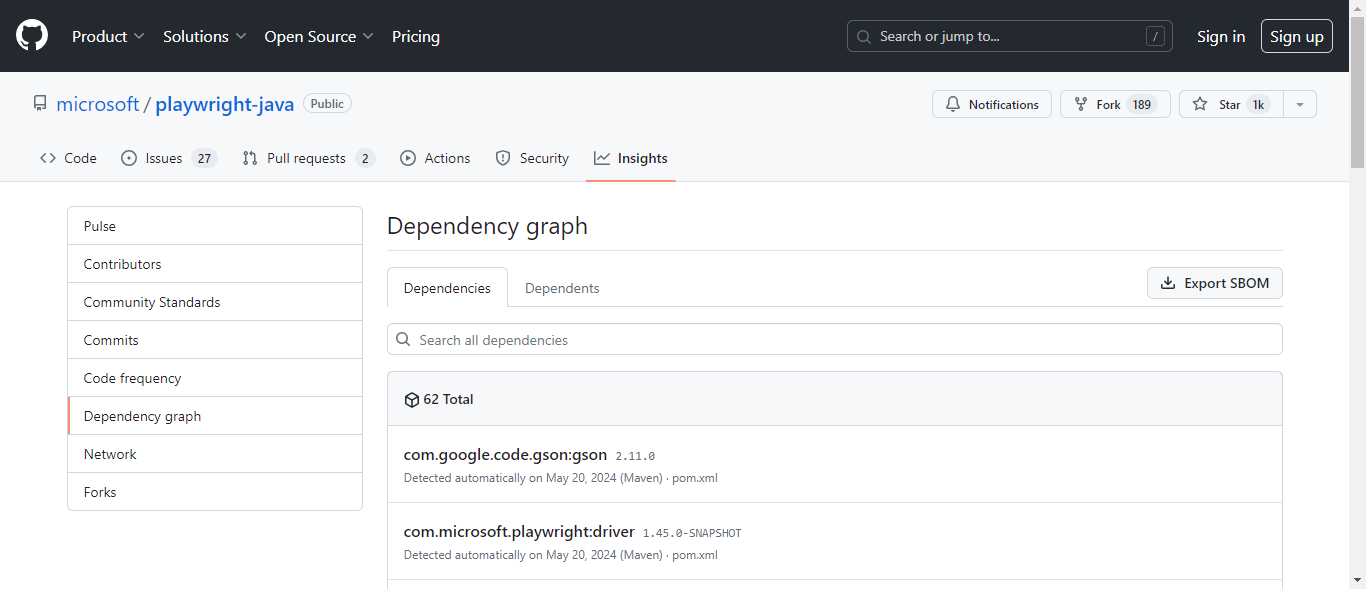 Product Solutions Open Source Pricing Search or jump to... / Sign in Sign up
microsoft / playwright-java Public Notifications Fork 189 Star 1k
Code Issues 27 Pull requests 2 Actions Security Insights
Pulse
Contributors
Community Standards
Commits
Code frequency
Dependency graph
Network
Forks
Dependency graph
Dependencies Dependents Export SBOM
Search all dependencies
62 Total
com.google.code.gson:gson 2.11.0
Detected automatically on May 20, 2024 (Maven) · pom.xml
com.microsoft.playwright:driver 1.45.0-SNAPSHOT
Detected automatically on May 20, 2024 (Maven) · pom.xml